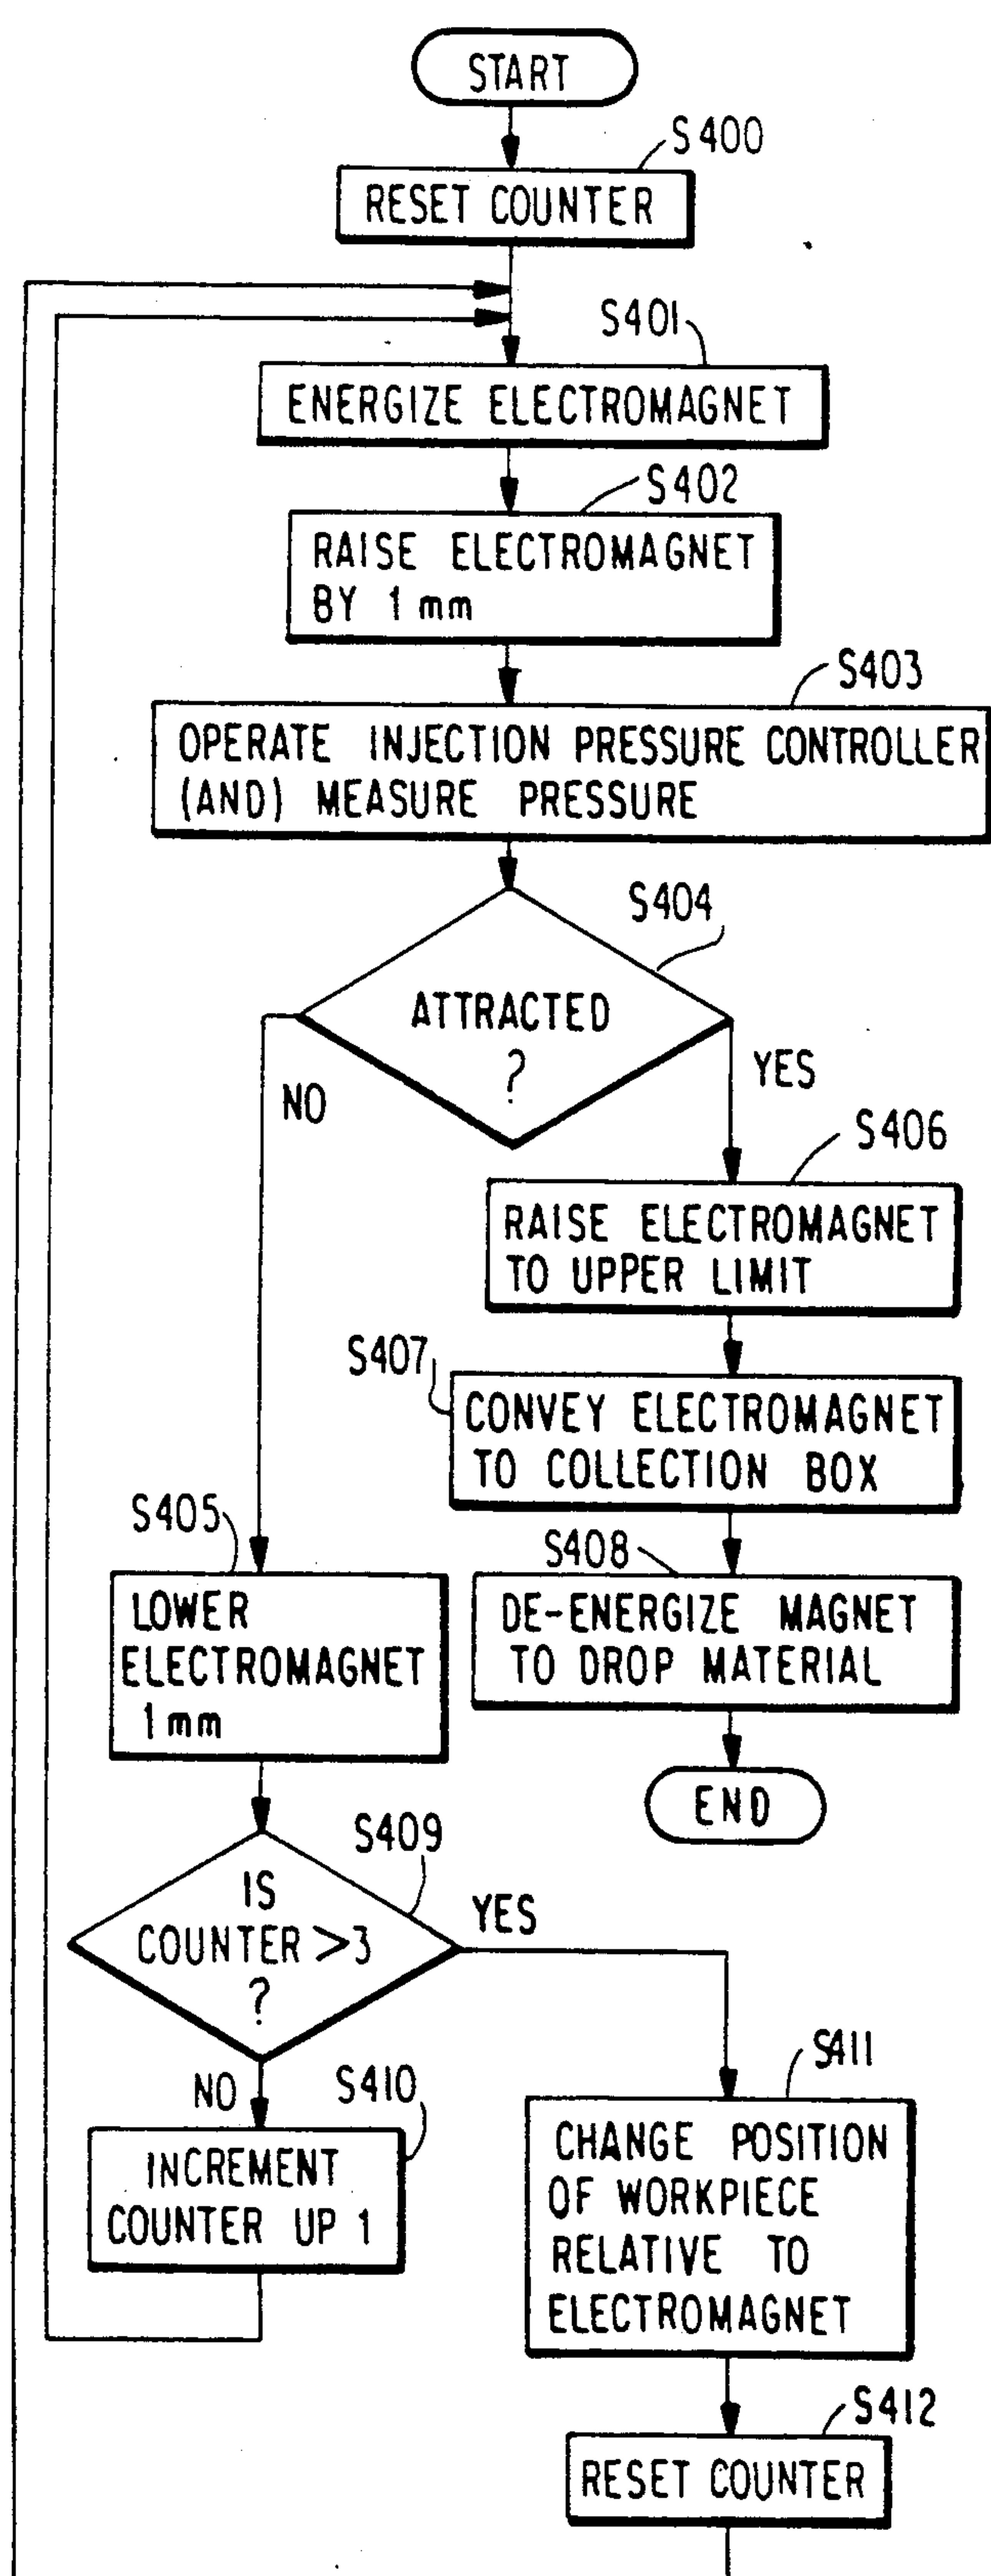 START
S400
RESET COUNTER
S401
ENERGIZE ELECTROMAGNET
S402
RAISE ELECTROMAGNET
BY 1 mm
S403
OPERATE INJECTION PRESSURE CONTROLLER
(AND) MEASURE PRESSURE
S404
ATTRACTED
?
NO
YES
S406
RAISE ELECTROMAGNET
TO UPPER LIMIT
S407
CONVEY ELECTROMAGNET
TO COLLECTION BOX
S405
LOWER
ELECTROMAGNET
1 mm
S408
DE-ENERGIZE MAGNET
TO DROP MATERIAL
END
S409
IS
COUNTER >3
?
YES
NO
S410
INCREMENT
COUNTER UP 1
S411
CHANGE POSITION
OF WORKPIECE
RELATIVE TO
ELECTROMAGNET
S412
RESET COUNTER